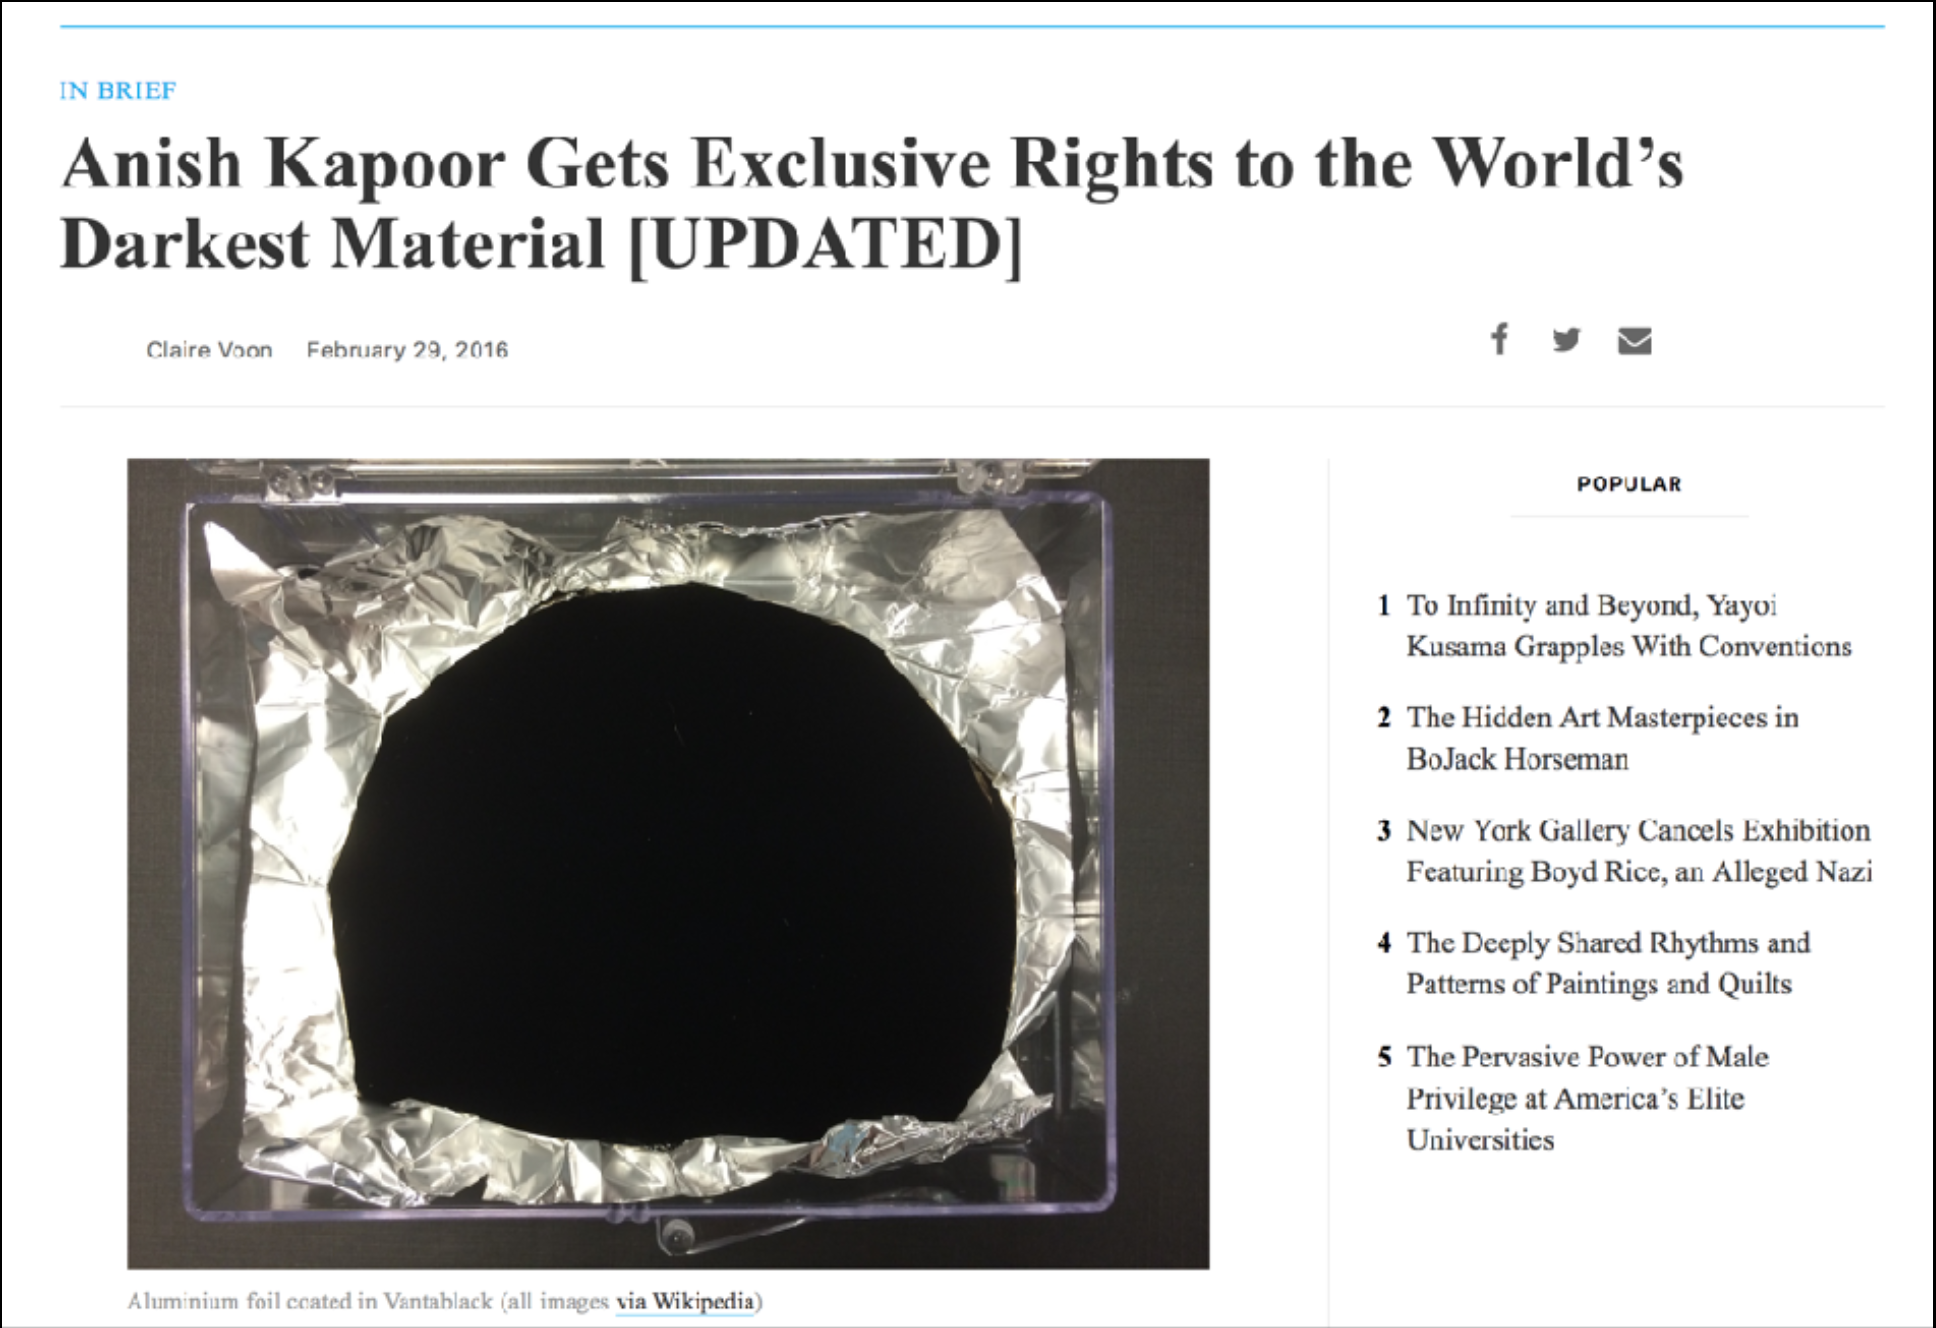 IN BRIEF
Anish Kapoor Gets Exclusive Rights to the World's
Darkest Material [UPDATED]
Claire Voon February 29, 2016
POPULAR
1 To Infinity and Beyond, Yayoi
Kusama Grapples With Conventions
2 The Hidden Art Masterpieces in
BoJack Horseman
3 New York Gallery Cancels Exhibition
Featuring Boyd Rice, an Alleged Nazi
4 The Deeply Shared Rhythms and
Patterns of Paintings and Quilts
5 The Pervasive Power of Male
Privilege at America's Elite
Universities
Aluminium foil coated in Vantablack (all images via Wikipedia)